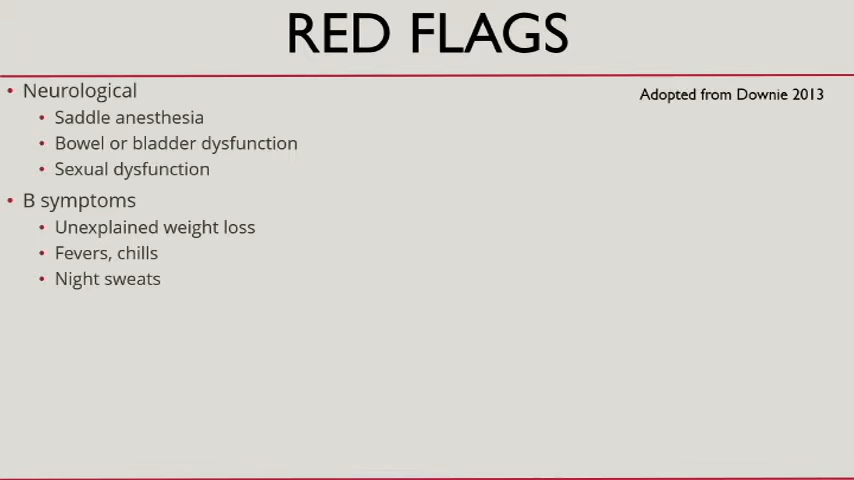 RED FLAGS
Adopted from Downie 2013
• Neurological
• Saddle anesthesia
• Bowel or bladder dysfunction
• Sexual dysfunction
• B symptoms
• Unexplained weight loss
• Fevers, chills
• Night sweats